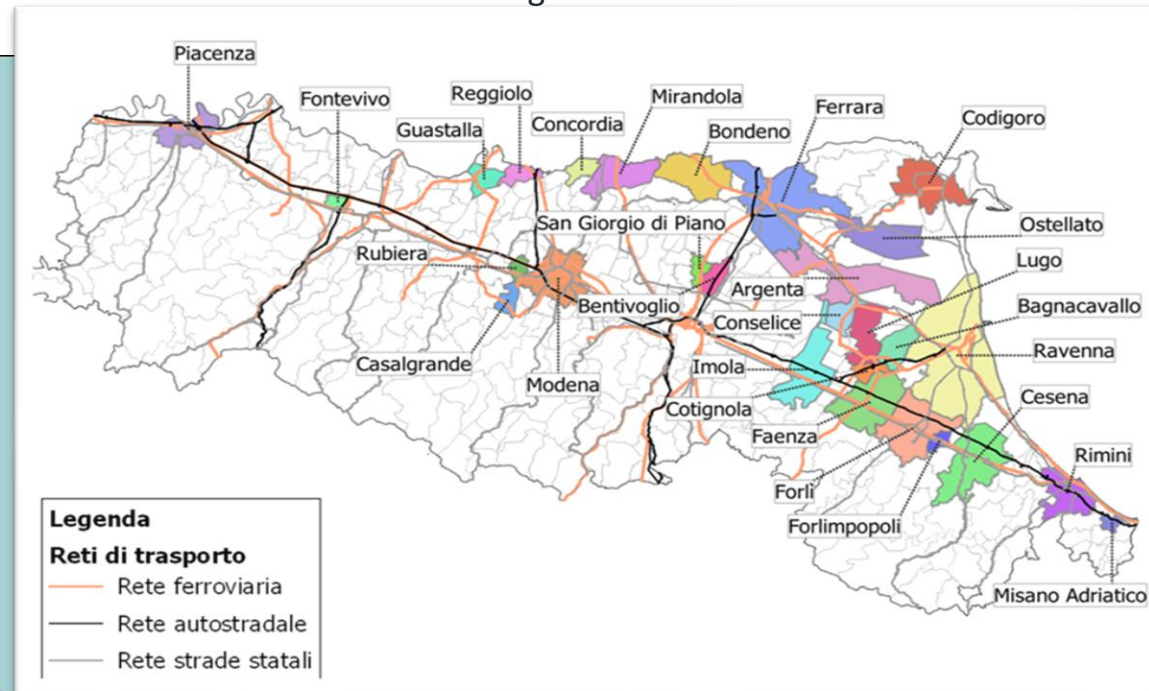 Piacenza
Fontevivo
Reggiolo
Mirandola
Ferrara
Guastalla
Concordia
Bondeno
Codigoro
San Giorgio di Piano
Ostellato
Rubiera
Lugo
Argenta
Bentivoglio
Bagnacavallo
Conselice
Ravenna
Casalgrande
Imola
Modena
Cesena
Cotignola
Faenza
Rimini
Forlì
Forlimpopoli
Misano Adriatico
Legenda
Reti di trasporto
Rete ferroviaria
Rete autostradale
Rete strade statali